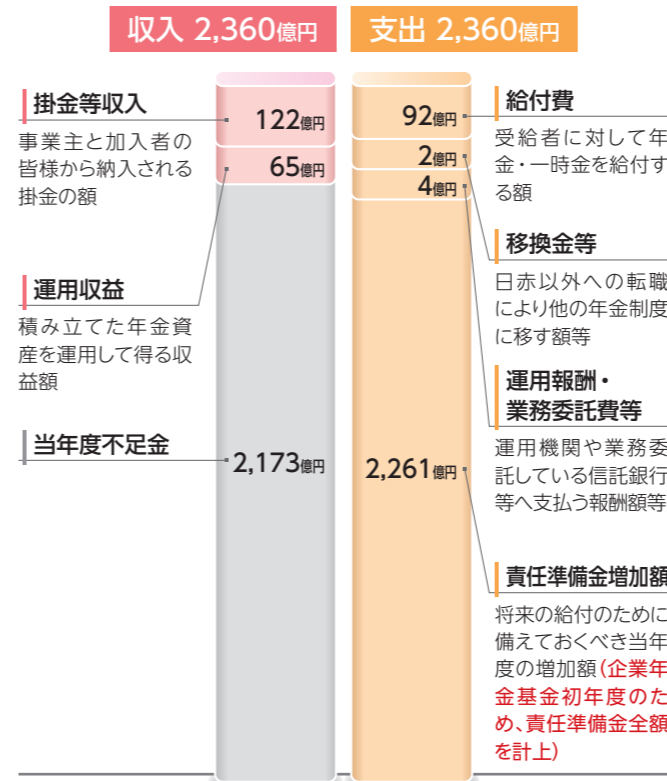 収入 2,360億円
支出 2,360億円
掛金等収入
事業主と加入者の
皆様から納入される
掛金の額
122億円
運用収益
積み立てた年金資
産を運用して得る収
益額
65億円
当年度不足金
2,173億円
92億円
給付費
受給者に対して年
金・一時金を給付す
る額
2億円
移換金等
日赤以外への転職
により他の年金制度
に移す額等
4億円
運用報酬・
業務委託費等
運用機関や業務委
託している信託銀行
等へ支払う報酬額等
2,261億円
責任準備金増加額
将来の給付のために
備えておくべき当年
度の増加額(企業年
金基金初年度のた
め、責任準備金全額
を計上)